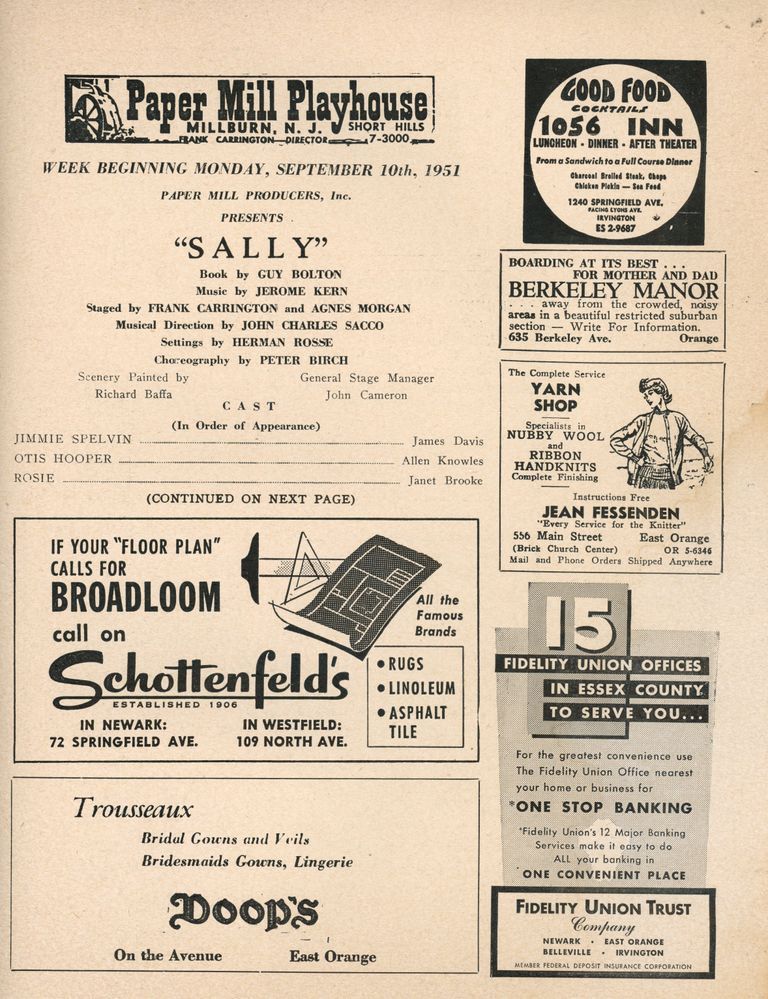 Paper Mill Playhouse
MILLBURN, N. J. SHORT HILLS
FRANK CARRINGTON DIRECTOR 7-3000
WEEK BEGINNING MONDAY, SEPTEMBER 10th, 1951
PAPER MILL PRODUCERS, Inc.
PRESENTS
"SALLY"
Book by GUY BOLTON
Music by JEROME KERN
Staged by FRANK CARRINGTON and AGNES MORGAN
Musical Direction by JOHN CHARLES SACCO
Settings by HERMAN ROSSE
Choreography by PETER BIRCH
Scenery Painted by General Stage Manager
Richard Baffa John Cameron
CAST
(In Order of Appearance)
JIMMIE SPELVIN James Davis
OTIS HOOPER Allen Knowles
ROSIE Janet Brooke
(CONTINUED ON NEXT PAGE)
IF YOUR "FLOOR PLAN"
CALLS FOR
BROADLOOM
call on
Schottenfeld's
ESTABLISHED 1906
IN NEWARK: IN WESTFIELD:
72 SPRINGFIELD AVE. 109 NORTH AVE.
All the
Famous
Brands
• RUGS
• LINOLEUM
• ASPHALT
TILE
Trousseaux
Bridal Gowns and Veils
Bridesmaids Gowns, Lingerie
Doop's
On the Avenue East Orange
GOOD FOOD
COCKTAILS
1056 INN
LUNCHEON • DINNER • AFTER THEATER
From a Sandwich to a Full Course Dinner
Charcoal Broiled Steak, Chops
Chicken Pickin — Sea Food
1240 SPRINGFIELD AVE.
FACING LYONS AVE.
IRVINGTON
ES 2-9687
BOARDING AT ITS BEST . . .
FOR MOTHER AND DAD
BERKELEY MANOR
. . . away from the crowded, noisy
areas in a beautiful restricted suburban
section — Write For Information.
635 Berkeley Ave. Orange
The Complete Service
YARN
SHOP
Specialists in
NUBBY WOOL
and
RIBBON
HANDKNITS
Complete Finishing
Instructions Free
JEAN FESSENDEN
"Every Service for the Knitter"
556 Main Street East Orange
(Brick Church Center) OR 5-6346
Mail and Phone Orders Shipped Anywhere
15
FIDELITY UNION OFFICES
IN ESSEX COUNTY
TO SERVE YOU...
For the greatest convenience use
The Fidelity Union Office nearest
your home or business for
*ONE STOP BANKING
*Fidelity Union's 12 Major Banking
Services make it easy to do
ALL your banking in
ONE CONVENIENT PLACE
FIDELITY UNION TRUST
Company
NEWARK • EAST ORANGE
BELLEVILLE • IRVINGTON
MEMBER FEDERAL DEPOSIT INSURANCE CORPORATION